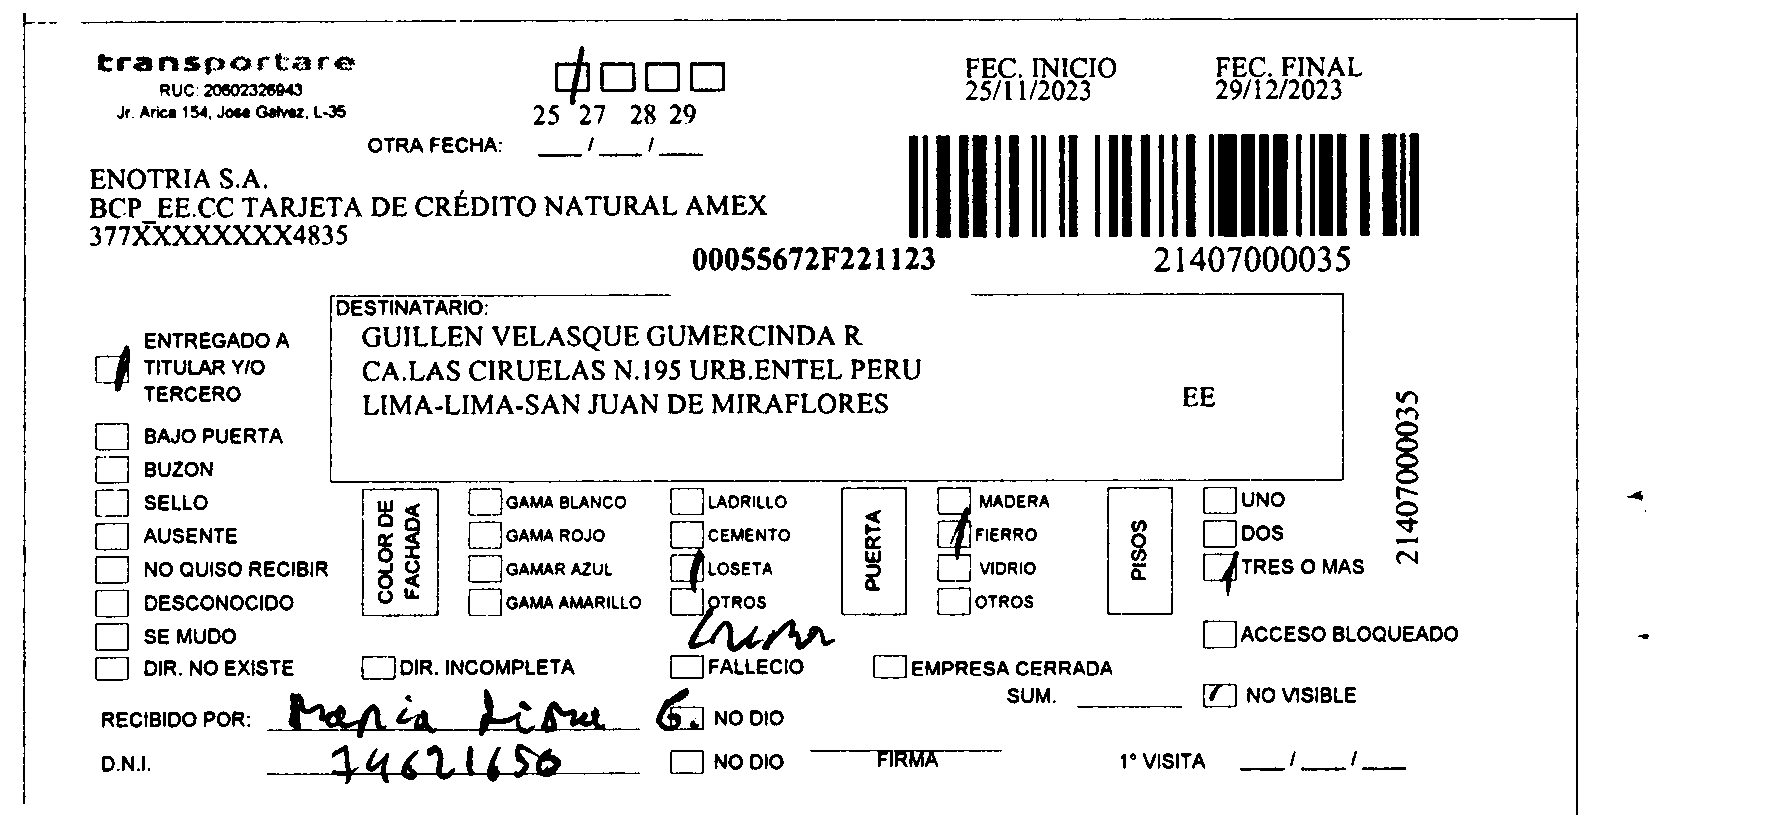 transportare
RUC: 20602326943
Jr. Arica 154, Jose Galvez, L-35
25 27 28 29
OTRA FECHA: ___/___/___
FEC. INICIO
25/11/2023
FEC. FINAL
29/12/2023
ENOTRIA S.A.
BCP_EE.CC TARJETA DE CRÉDITO NATURAL AMEX
377XXXXXXXX4835
00055672F221123
21407000035
DESTINATARIO:
GUILLEN VELASQUE GUMERCINDA R
CA.LAS CIRUELAS N.195 URB.ENTEL PERU
LIMA-LIMA-SAN JUAN DE MIRAFLORES
EE
21407000035
ENTREGADO A
TITULAR Y/O
TERCERO
BAJO PUERTA
BUZON
SELLO
AUSENTE
NO QUISO RECIBIR
DESCONOCIDO
SE MUDO
DIR. NO EXISTE
COLOR DE
FACHADA
GAMA BLANCO
GAMA ROJO
GAMAR AZUL
GAMA AMARILLO
LADRILLO
CEMENTO
LOSETA
OTROS
PUERTA
MADERA
FIERRO
VIDRIO
OTROS
PISOS
UNO
DOS
TRES O MAS
ACCESO BLOQUEADO
DIR. INCOMPLETA
FALLECIO
EMPRESA CERRADA
SUM.
NO VISIBLE
RECIBIDO POR: Maria G. NO DIO
D.N.I. 74621650 NO DIO
FIRMA
1° VISITA ___/___/___